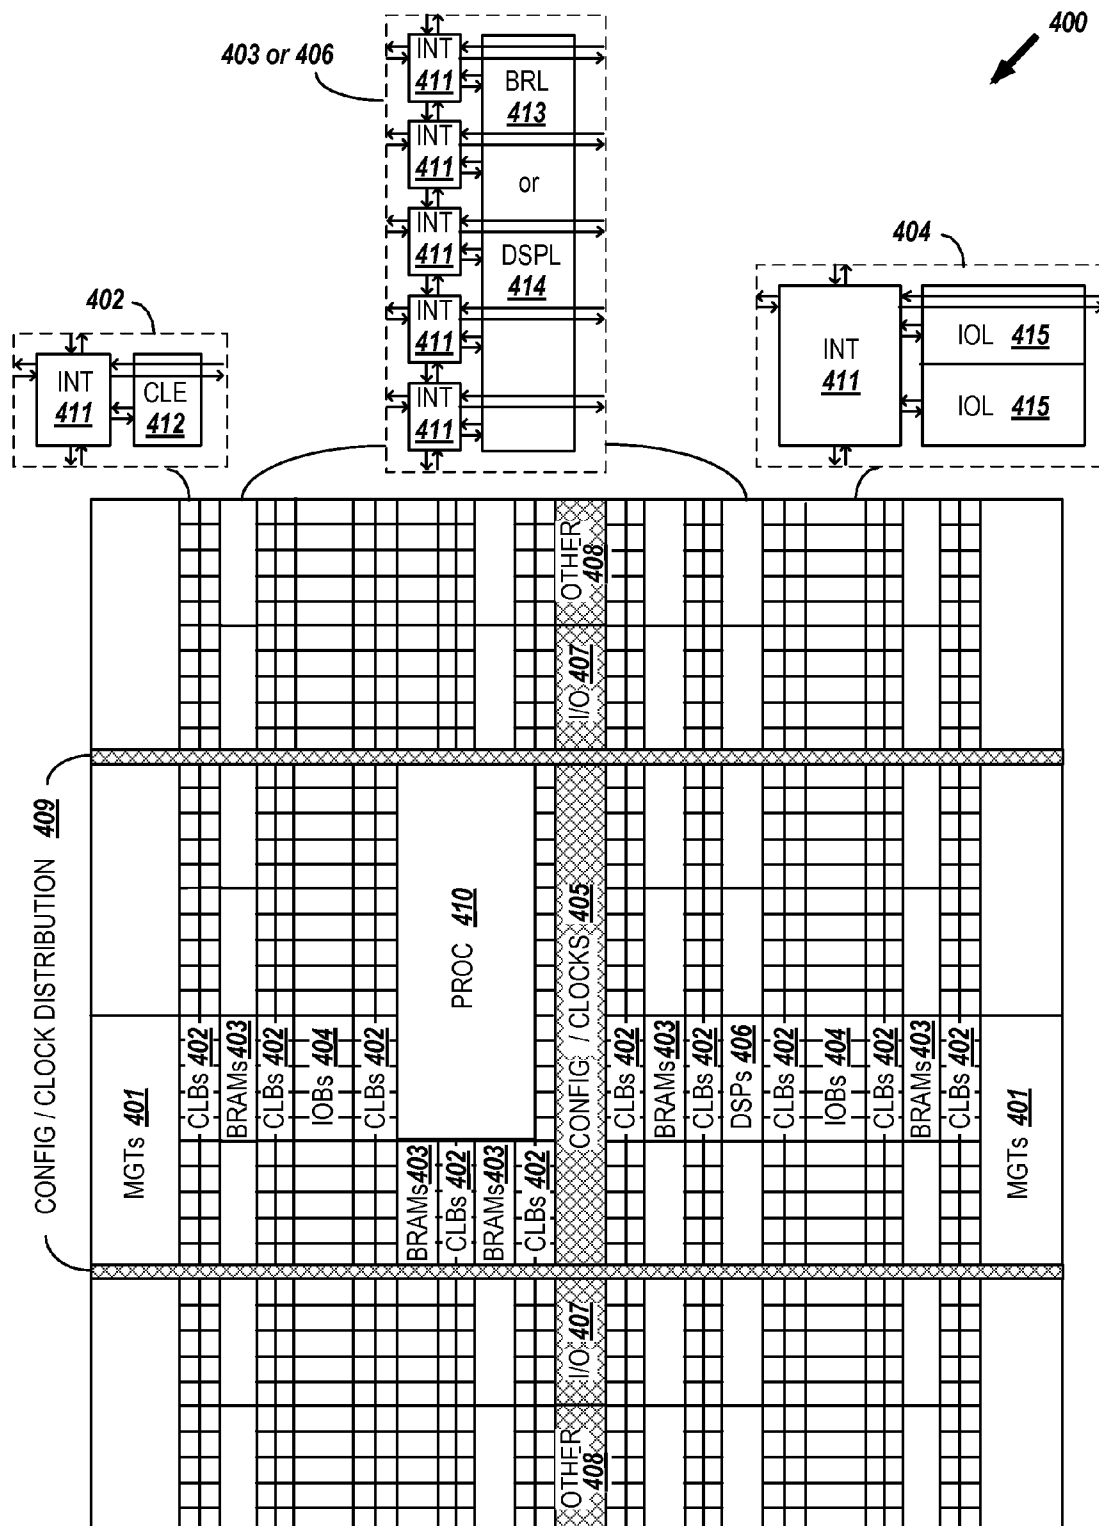 400
403 or 406
INT
411
INT
411
INT
411
INT
411
INT
411
BRL
413
or
DSPL
414
404
INT
411
IOL 415
IOL 415
402
INT
411
CLE
412
CONFIG / CLOCK DISTRIBUTION 409
OTHER
408
I/O 407
PROC 410
CONFIG / CLOCKS 405
MGTs 401
CLBs 402
BRAMs 403
CLBs 402
IOBs 404
CLBs 402
BRAMs 403
CLBs 402
BRAMs 403
CLBs 402
CLBs 402
BRAMs 403
CLBs 402
DSPs 406
CLBs 402
IOBs 404
CLBs 402
BRAMs 403
CLBs 402
MGTs 401
I/O 407
OTHER
408